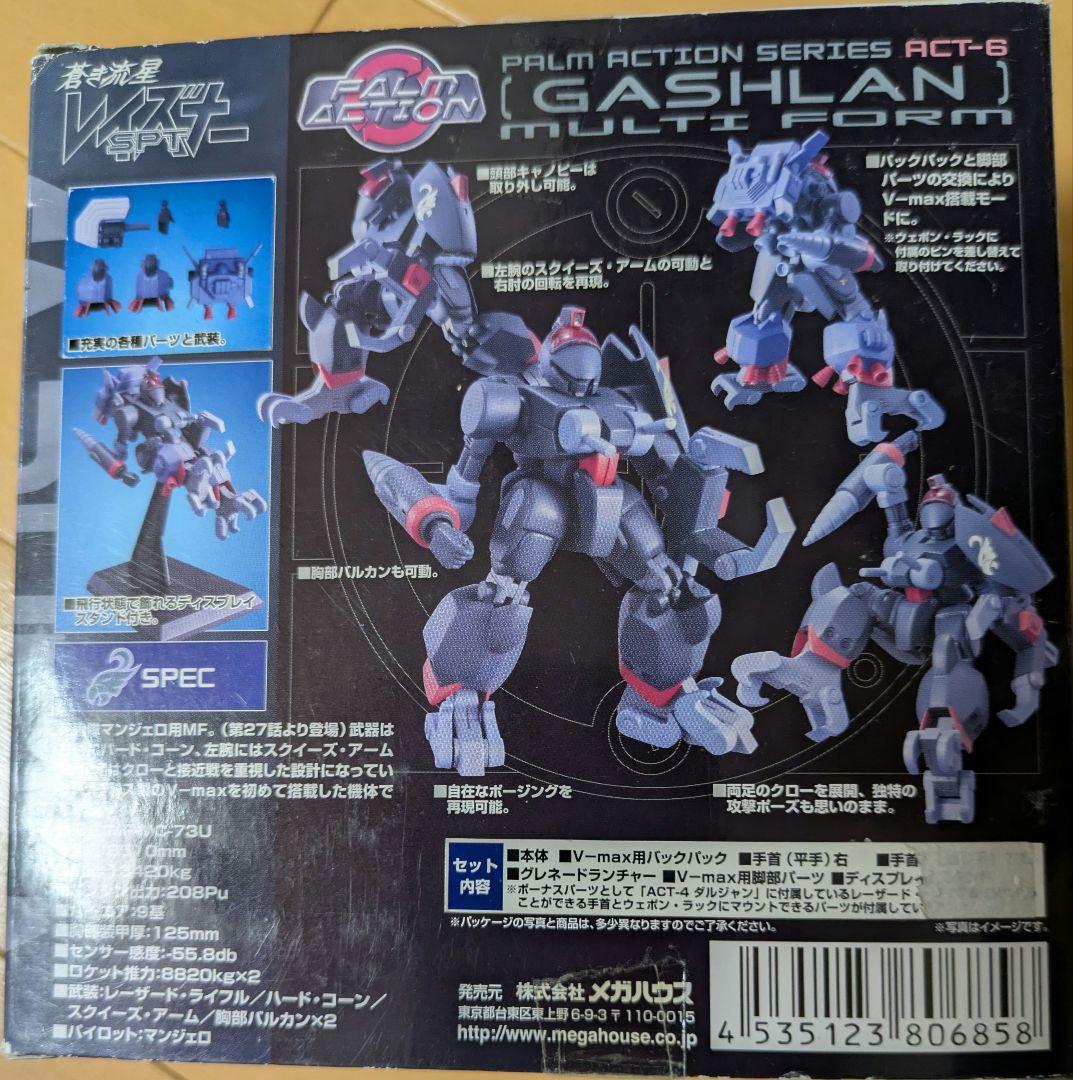 蒼き流星
SPT
レイズナー
PALM
ACTION
PALM ACTION SERIES ACT-6
GASHLAN
MULTI FORM
■頭部キャノピーは
取り外し可能。
■バックパックと脚部
パーツの交換により
V-max搭載モー
ドに。
※ウェポン・ラックに
付属のピンを差し替えて
取り付けてください。
■左腕のスクイーズ・アームの可動と
右肘の回転を再現。
■充実の各種パーツと武装。
■飛行状態で飾れるディスプレイ
スタンド付き。
■胸部バルカンも可動。
■自在なポージングを
再現可能。
■両足のクローを展開、独特の
攻撃ポーズも思いのまま。
SPEC
マンジェロ用MF。(第27話より登場)武器は
ハード・コーン、左腕にはスクイーズ・アーム
はクローと接近戦を重視した設計になってい
のV-maxを初めて搭載した機体で
-73U
0mm
420kg
出力:208Pu
:9基
■胸部装甲厚:125mm
■センサー感度:-55.8db
■ロケット推力:8820kg×2
■武装:レーザード・ライフル/ハード・コーン/
スクイーズ・アーム/胸部バルカン×2
■パイロット:マンジェロ
セット
内容
■本体 ■V-max用バックパック ■手首(平手)右 ■手首
■グレネードランチャー ■V-max用脚部パーツ ■ディスプレイ
※ボーナスパーツとして「ACT-4 ダルジャン」に付属しているレーザード
ことができる手首とウェポン・ラックにマウントできるパーツが付属してい
※パッケージの写真と商品は、多少異なりますのでご了承ください。
※写真はイメージです。
発売元 株式会社 メガハウス
東京都台東区東上野6-9-3 〒110-0015
http://www.megahouse.co.jp
4 535123 806858